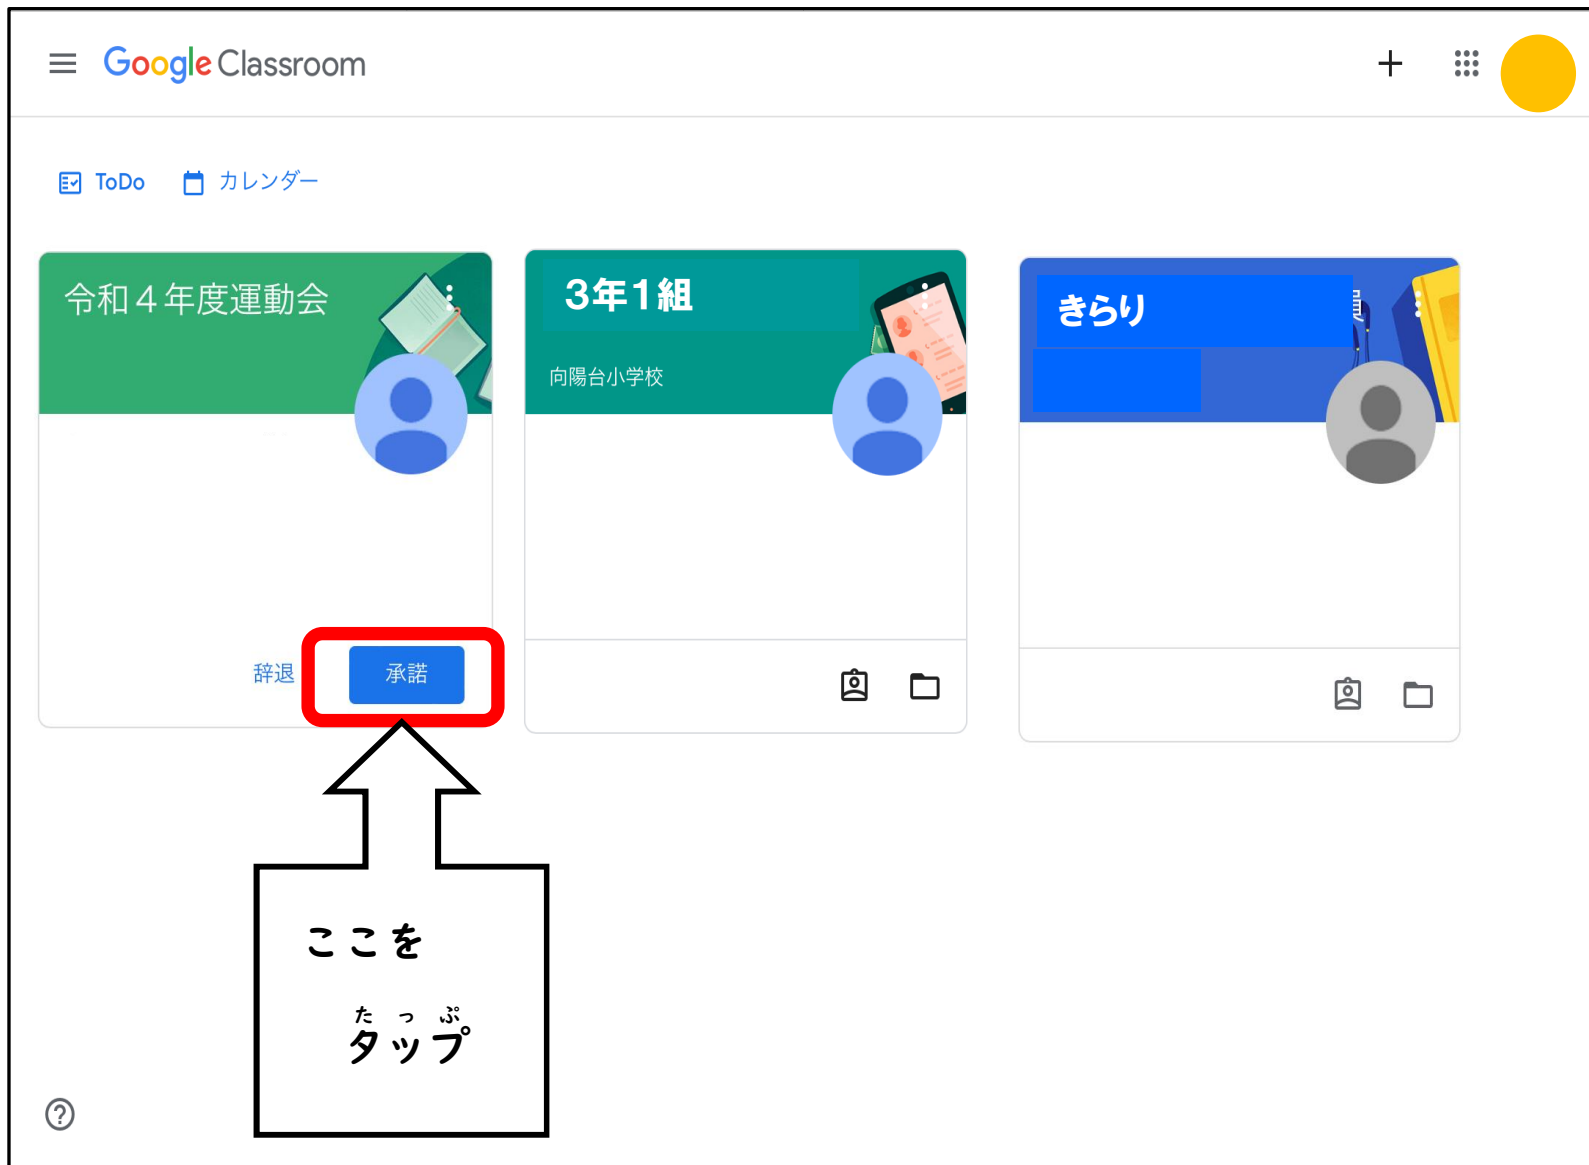 Google Classroom
ToDo
カレンダー
令和４年度運動会
辞退
承諾
３年１組
向陽台小学校
きらり
ここを
たっぷ
タップ